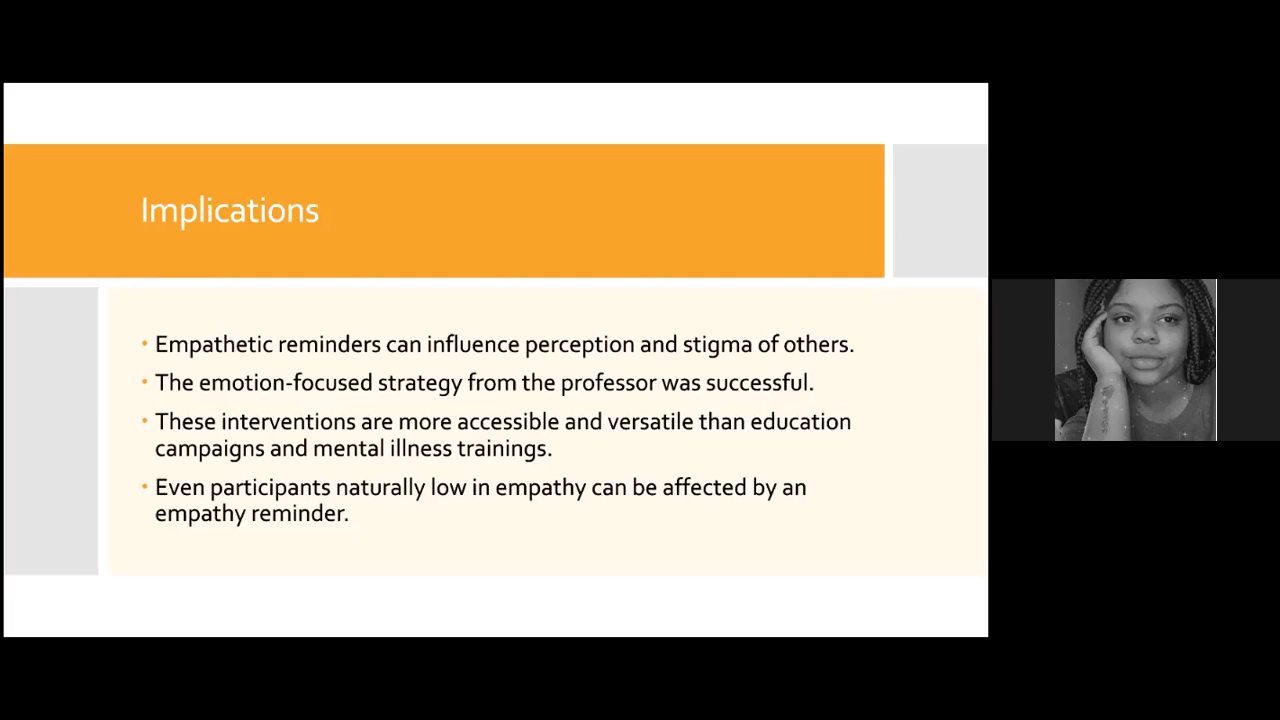 Implications
• Empathetic reminders can influence perception and stigma of others.
• The emotion-focused strategy from the professor was successful.
• These interventions are more accessible and versatile than education
campaigns and mental illness trainings.
• Even participants naturally low in empathy can be affected by an
empathy reminder.